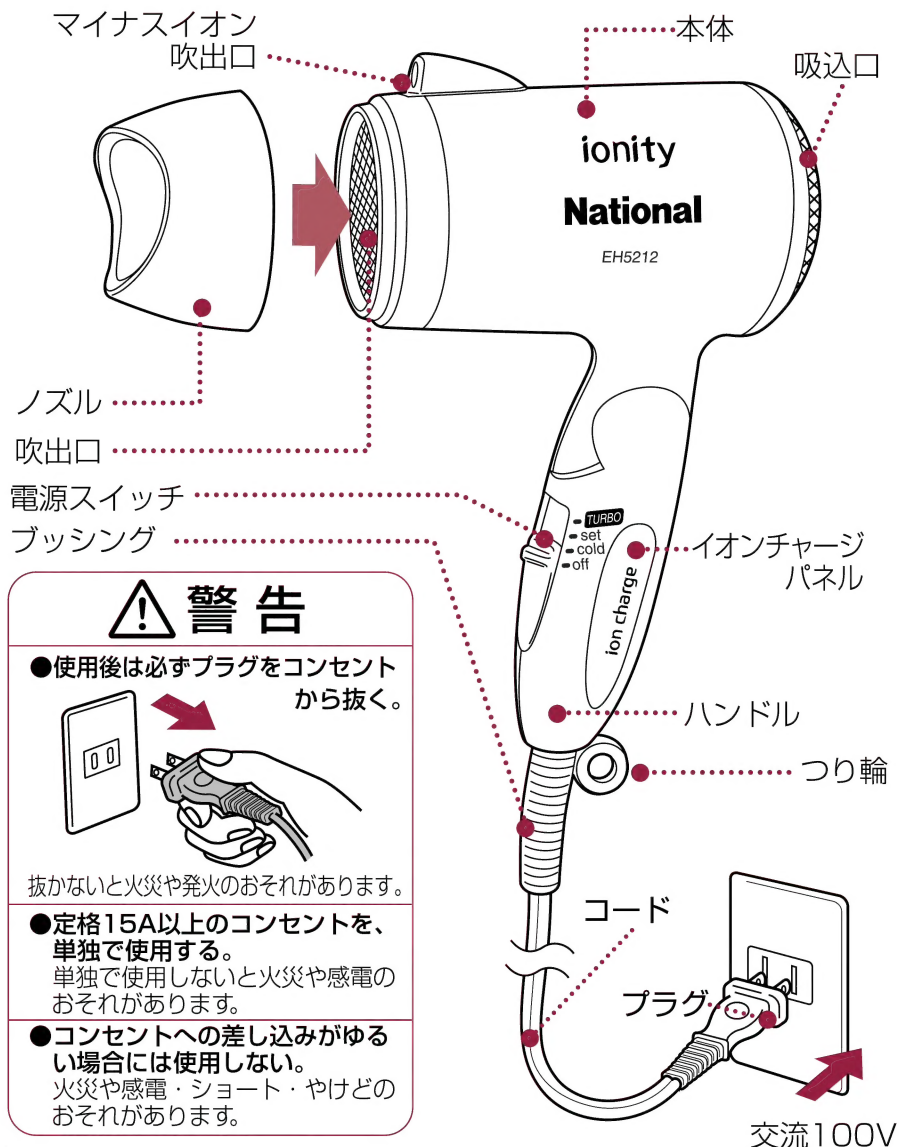 マイナスイオン
吹出口
本体
吸込口
ionity
National
EH5212
ノズル
吹出口
電源スイッチ
ブッシング
TURBO
set
cold
off
ion charge
イオンチャージ
パネル
ハンドル
つり輪
コード
プラグ
交流100V
警告
●使用後は必ずプラグをコンセント
から抜く。
抜かないと火災や発火のおそれがあります。
●定格15A以上のコンセントを、
単独で使用する。
単独で使用しないと火災や感電の
おそれがあります。
●コンセントへの差し込みがゆる
い場合には使用しない。
火災や感電・ショート・やけどの
おそれがあります。